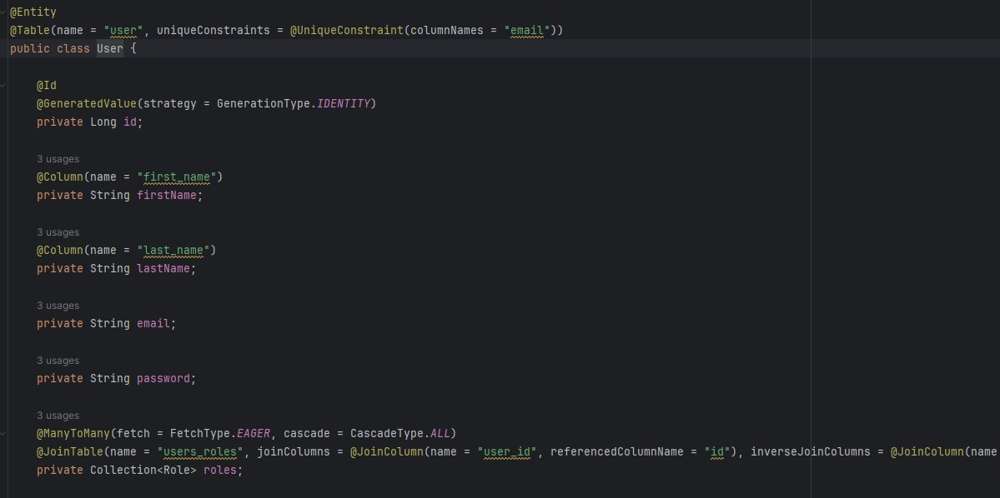 @Entity
@Table(name = "user", uniqueConstraints = @UniqueConstraint(columnNames = "email"))
public class User {
@Id
@GeneratedValue(strategy = GenerationType.IDENTITY)
private Long id;
3 usages
@Column(name = "first_name")
private String firstName;
3 usages
@Column(name = "last_name")
private String lastName;
3 usages
private String email;
3 usages
private String password;
3 usages
@ManyToMany(fetch = FetchType.EAGER, cascade = CascadeType.ALL)
@JoinTable(name = "users_roles", joinColumns = @JoinColumn(name = "user_id", referencedColumnName = "id"), inverseJoinColumns = @JoinColumn(name
private Collection<Role> roles;